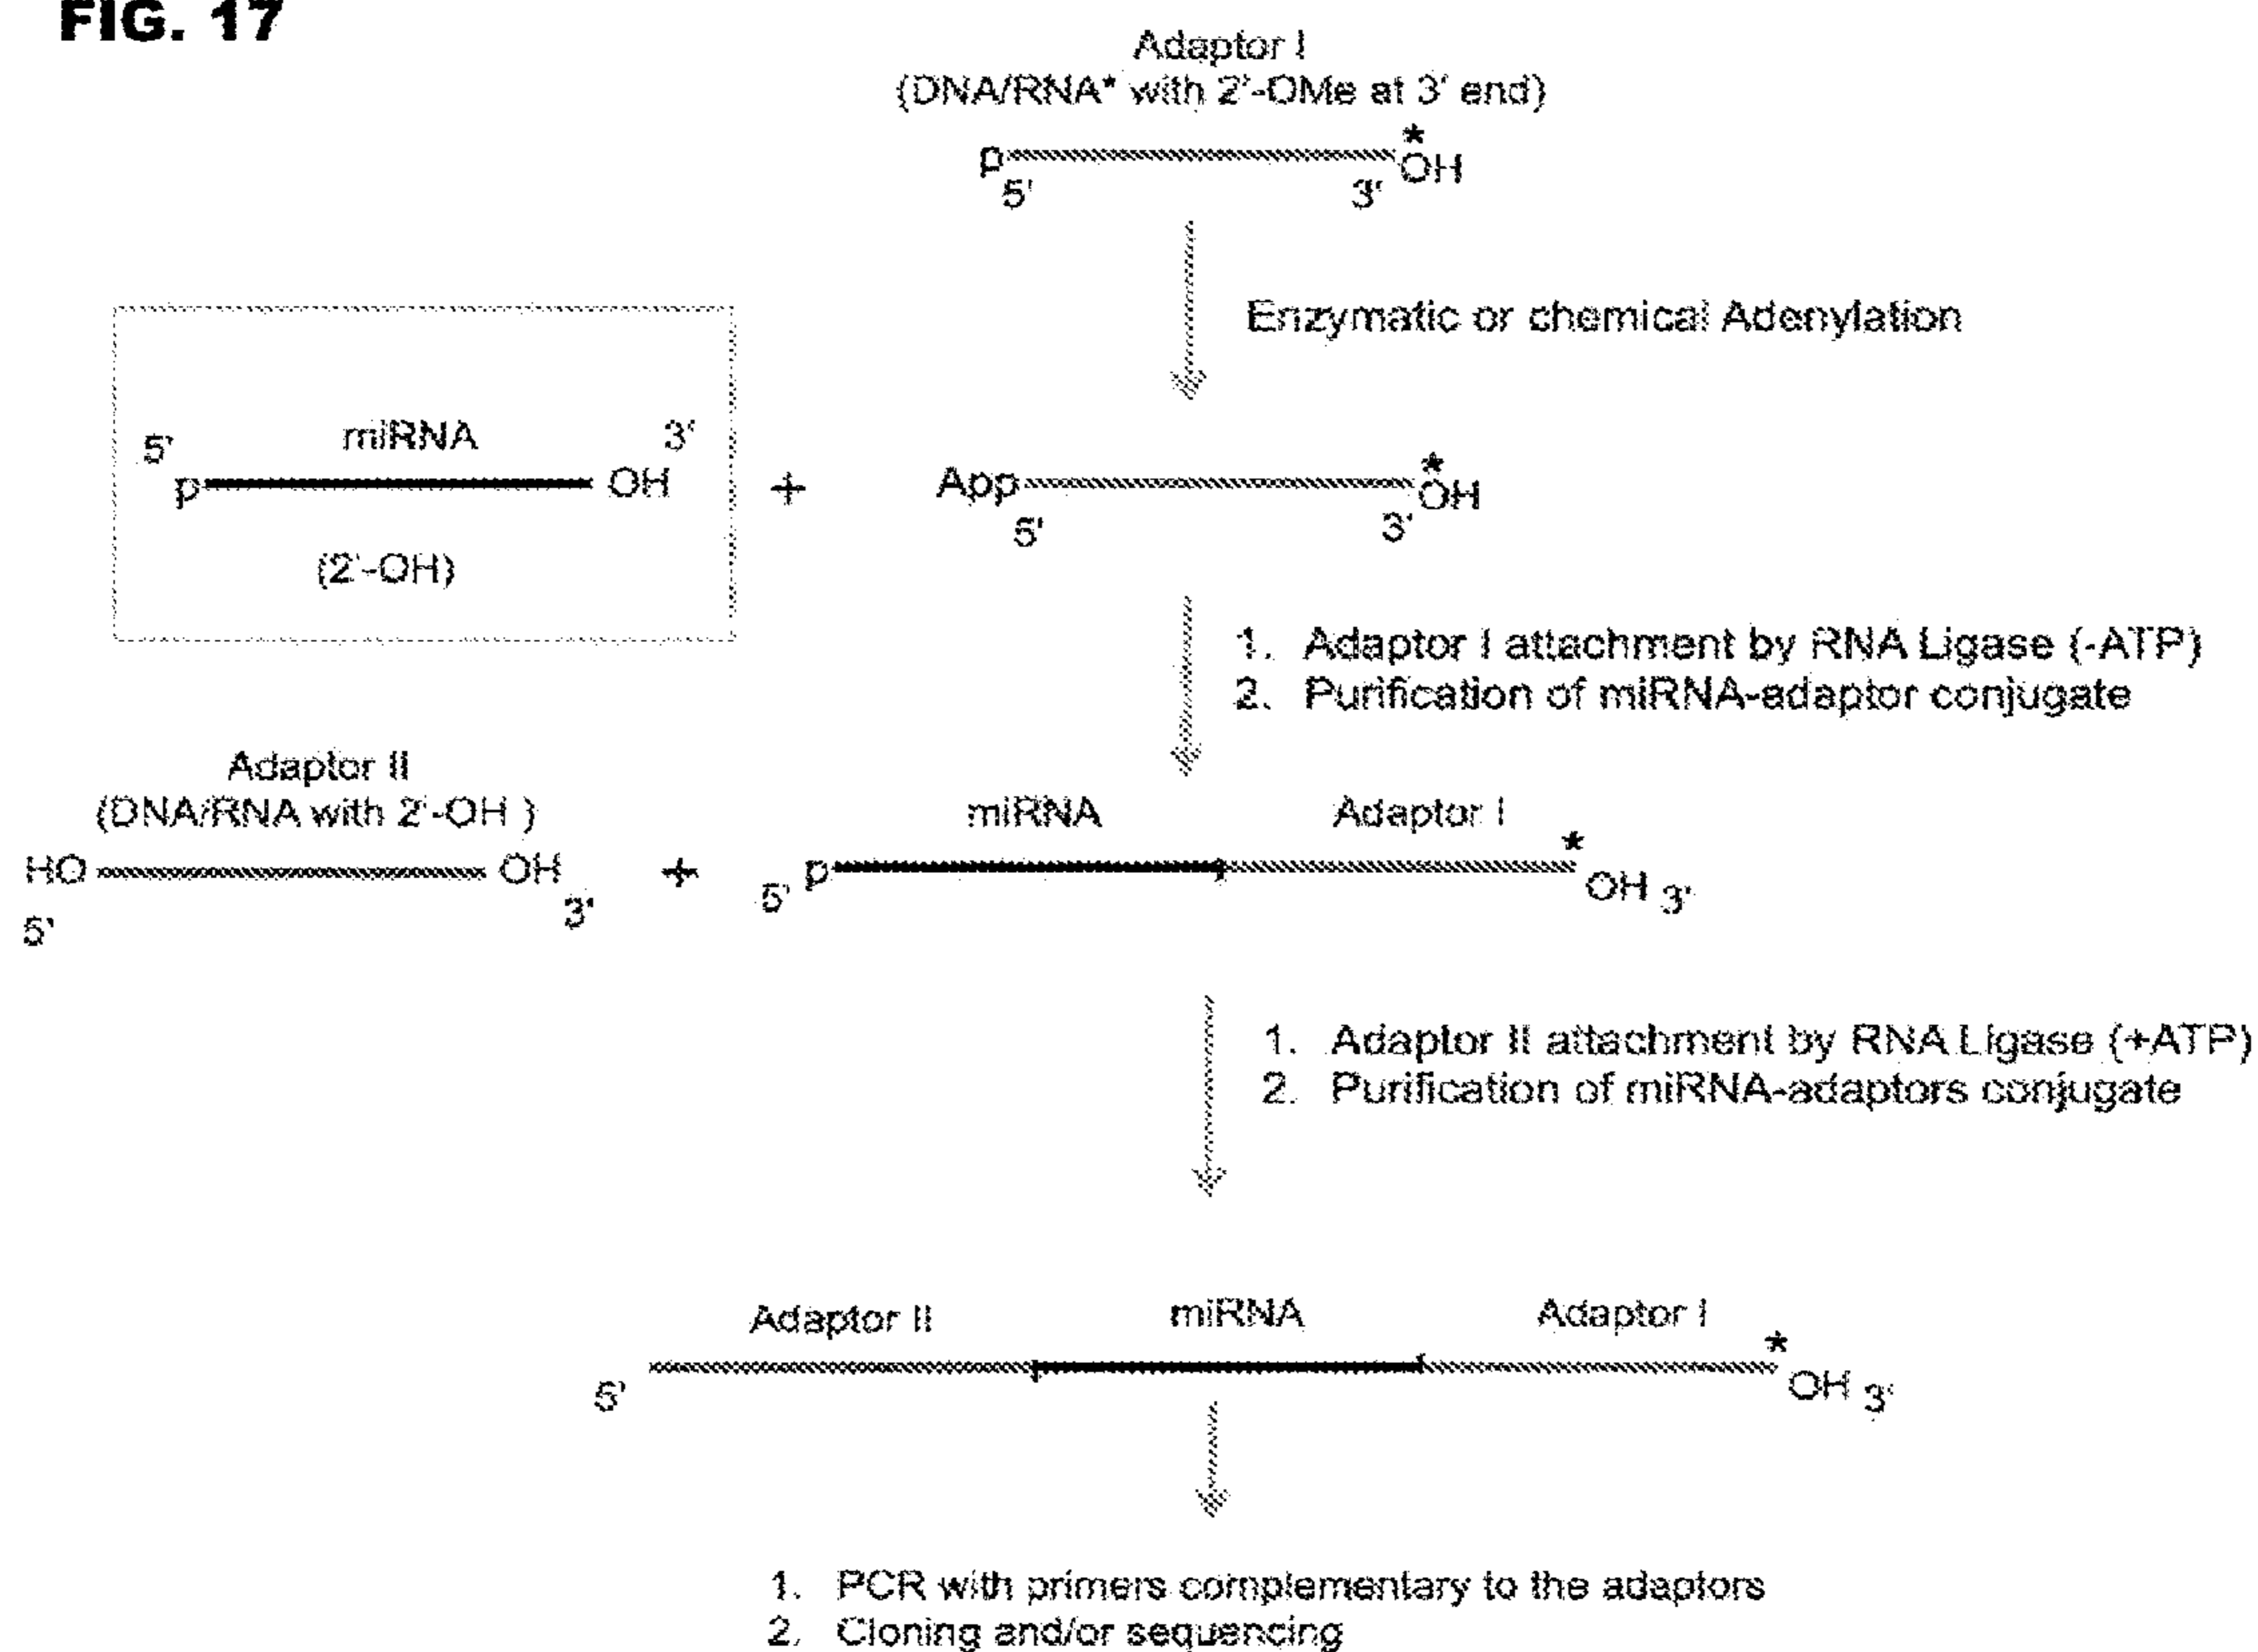 FIG. 17
Adaptor I
(DNA/RNA* with 2'-OMe at 3' end)
*
p OH
5' 3'
Enzymatic or chemical Adenylation
5' miRNA 3'
p OH
(2'-OH)
+
App OH
*
5' 3'
1. Adaptor I attachment by RNA Ligase (-ATP)
2. Purification of miRNA-adaptor conjugate
Adaptor II
(DNA/RNA with 2'-OH )
HO OH
5' 3'
+
miRNA Adaptor I
*
5' p OH 3'
1. Adaptor II attachment by RNA Ligase (+ATP)
2. Purification of miRNA-adaptors conjugate
Adaptor II miRNA Adaptor I
*
5' OH 3'
1. PCR with primers complementary to the adaptors
2. Cloning and/or sequencing